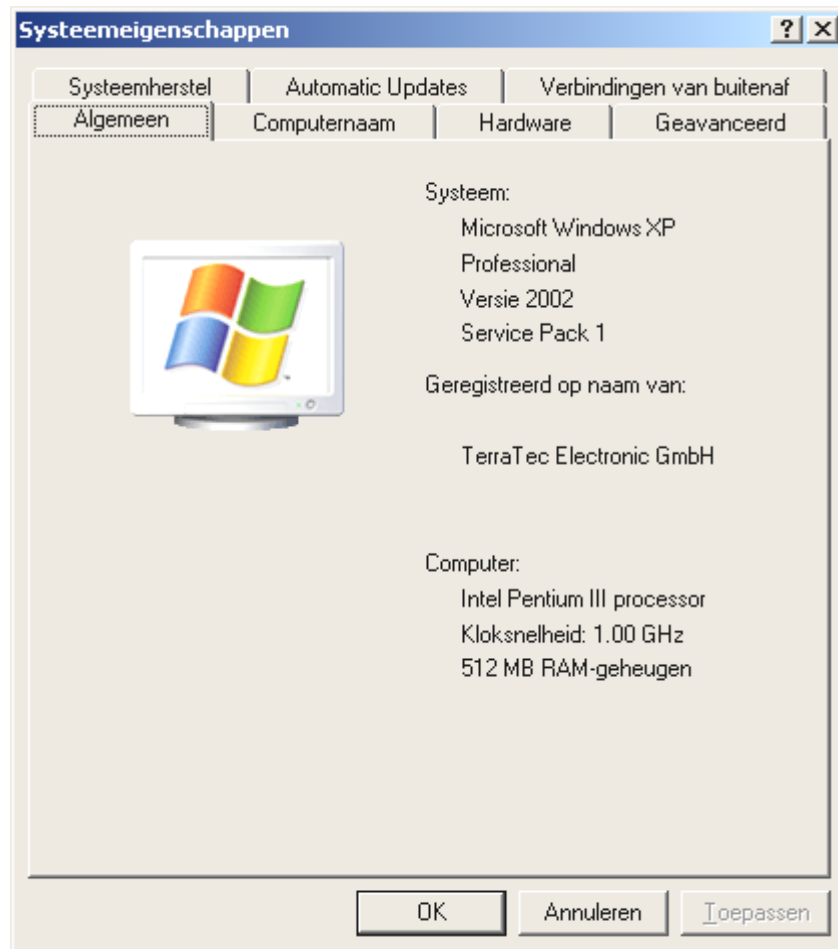 Systeemeigenschappen
Systeemherstel Automatic Updates Verbindingen van buitenaf
Algemeen Computernaam Hardware Geavanceerd
Systeem:
Microsoft Windows XP
Professional
Versie 2002
Service Pack 1
Geregistreerd op naam van:
TerraTec Electronic GmbH
Computer:
Intel Pentium III processor
Kloksnelheid: 1.00 GHz
512 MB RAM-geheugen
OK Annuleren Toepassen